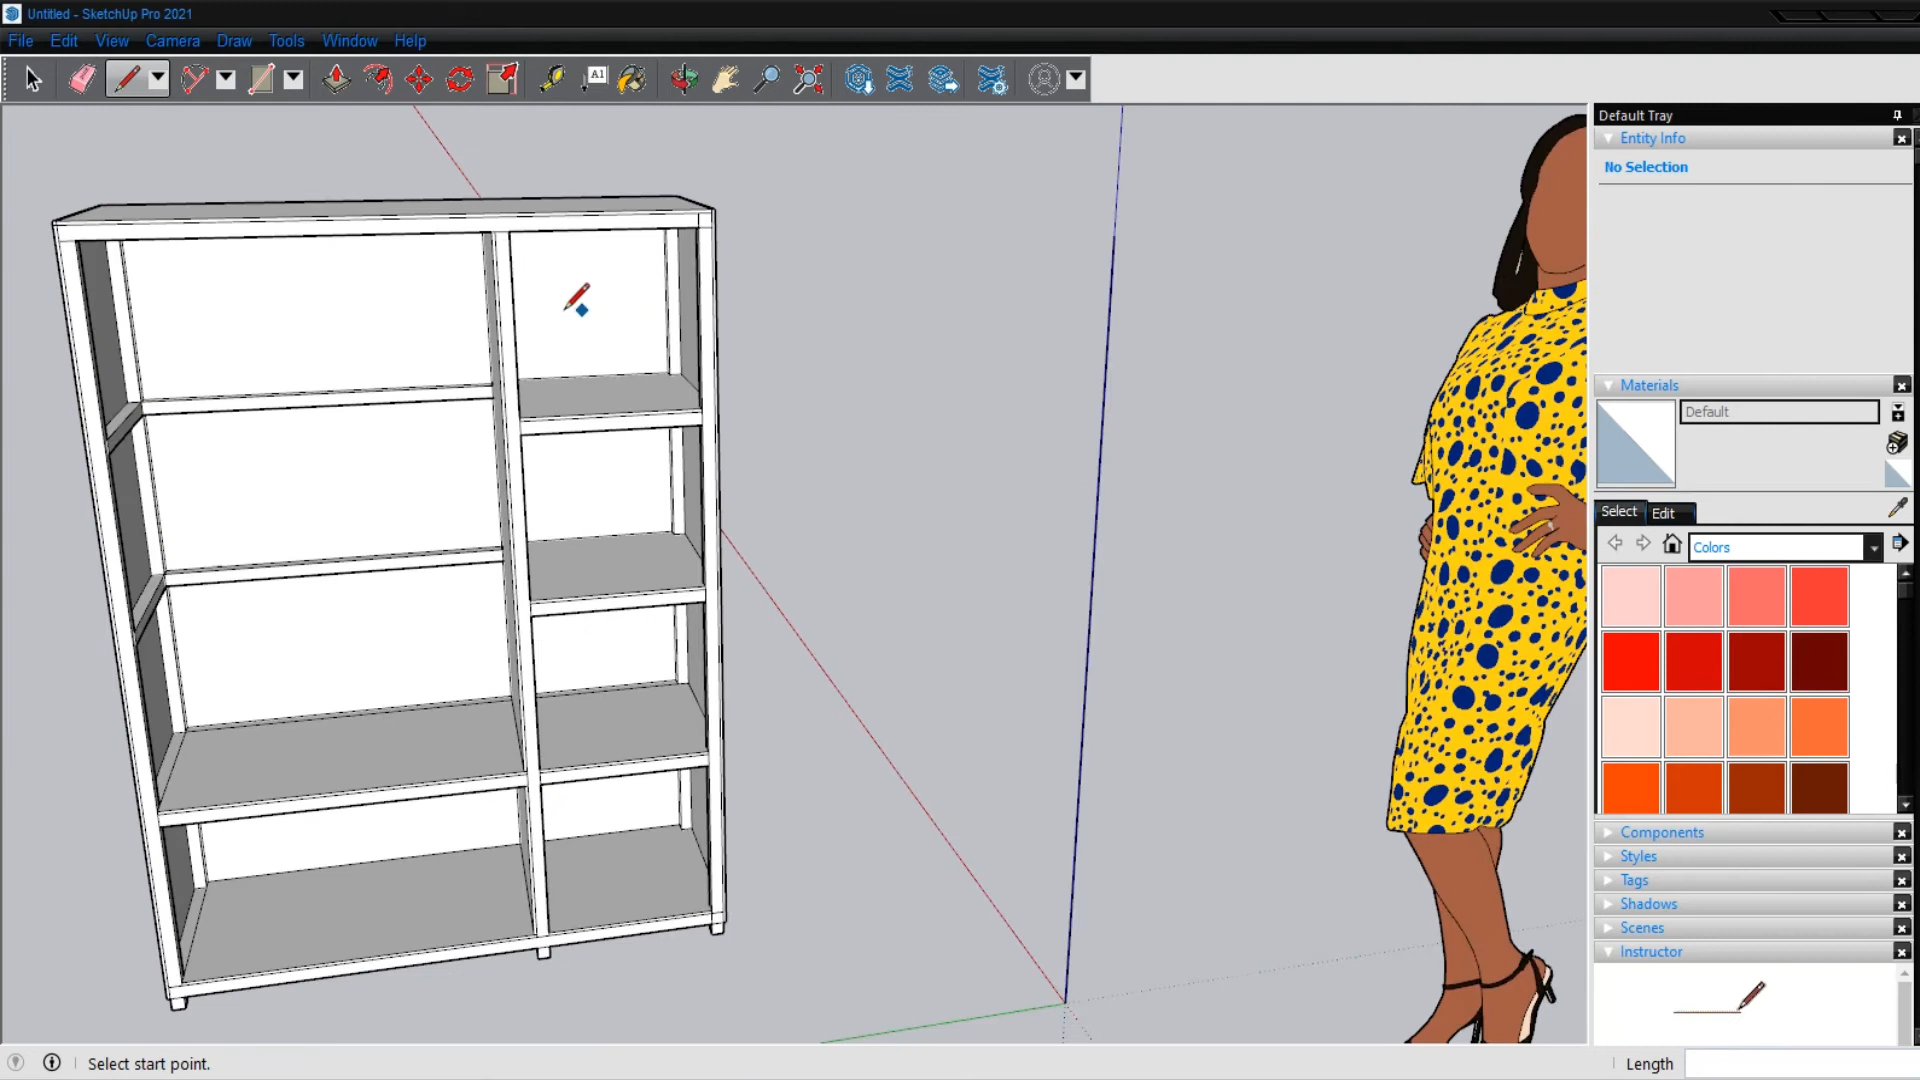 Untitled - SketchUp Pro 2021
File Edit View Camera Draw Tools Window Help
A1
Default Tray
Entity Info
No Selection
Materials
Default
Select Edit
Colors
Components
Styles
Tags
Shadows
Scenes
Instructor
Select start point.
Length